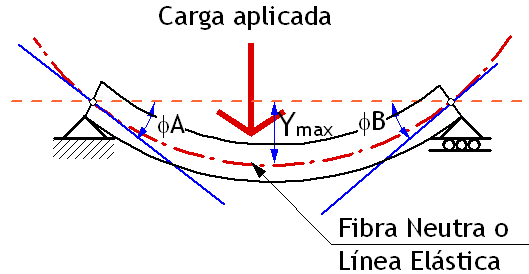 Carga aplicada
ϕA
Ymax
ϕB
Fibra Neutra o
Línea Elástica